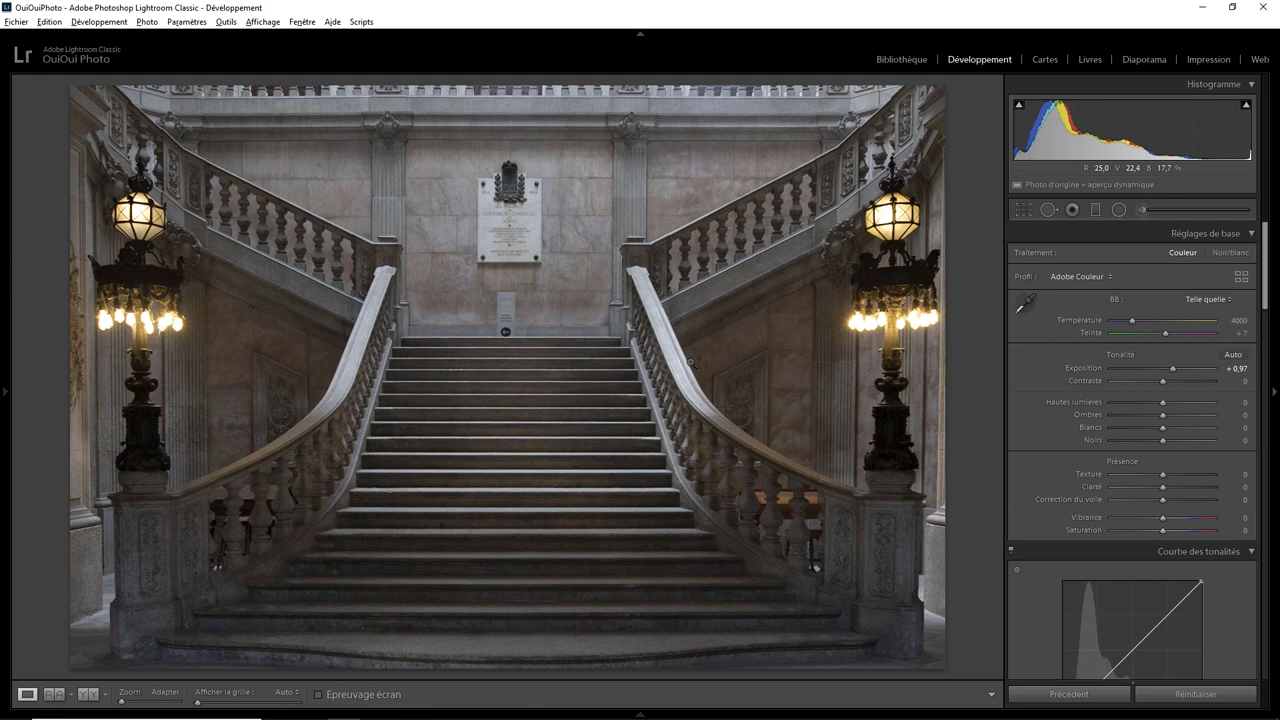 OuiOuiPhoto - Adobe Photoshop Lightroom Classic - Développement
Fichier Edition Développement Photo Paramètres Outils Affichage Fenêtre Aide Scripts
Lr Adobe Lightroom Classic
OuiOui Photo
Bibliothèque | Développement | Cartes | Livres | Diaporama | Impression | Web
Histogramme
R 25,0 V 22,4 B 17,7 %
Photo d'origine + aperçu dynamique
Réglages de base
Traitement : Couleur Noir/blanc
Profil : Adobe Couleur
BB : Telle quelle
Température 4000
Teinte + 7
Tonalité Auto
Exposition + 0,97
Contraste 0
Hautes lumières 0
Ombres 0
Blancs 0
Noirs 0
Présence
Texture 0
Clarté 0
Correction du voile 0
Vibrance 0
Saturation 0
Courbe des tonalités
Zoom Adapter Afficher la grille : Auto Epreuvage écran
Précédent Réinitialiser